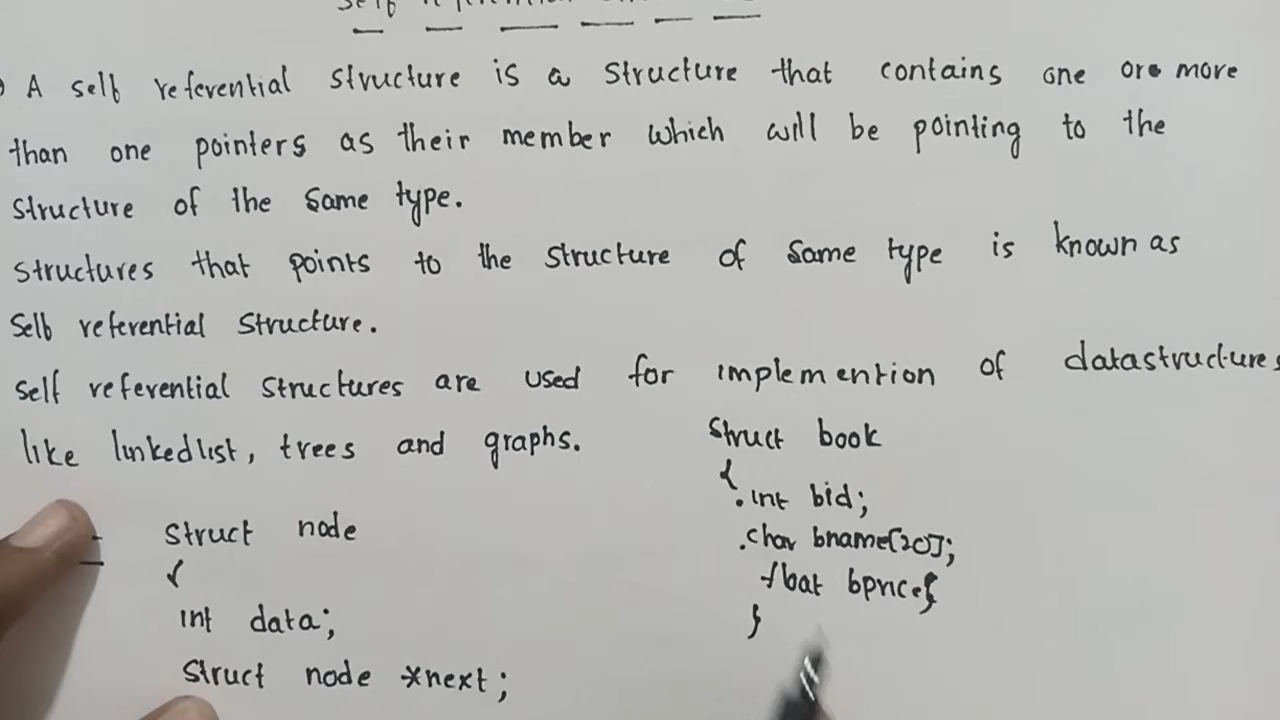 A self referential structure is a structure that contains one ore more
than one pointers as their member which will be pointing to the
structure of the same type.
structures that points to the structure of same type is known as
Self referential structure.
self referential structures are used for implemention of datastructures
like linkedlist, trees and graphs.
Struct book
{
.int bid;
.char bname[20];
float bprice;
}
Struct node
{
int data;
Struct node *next;